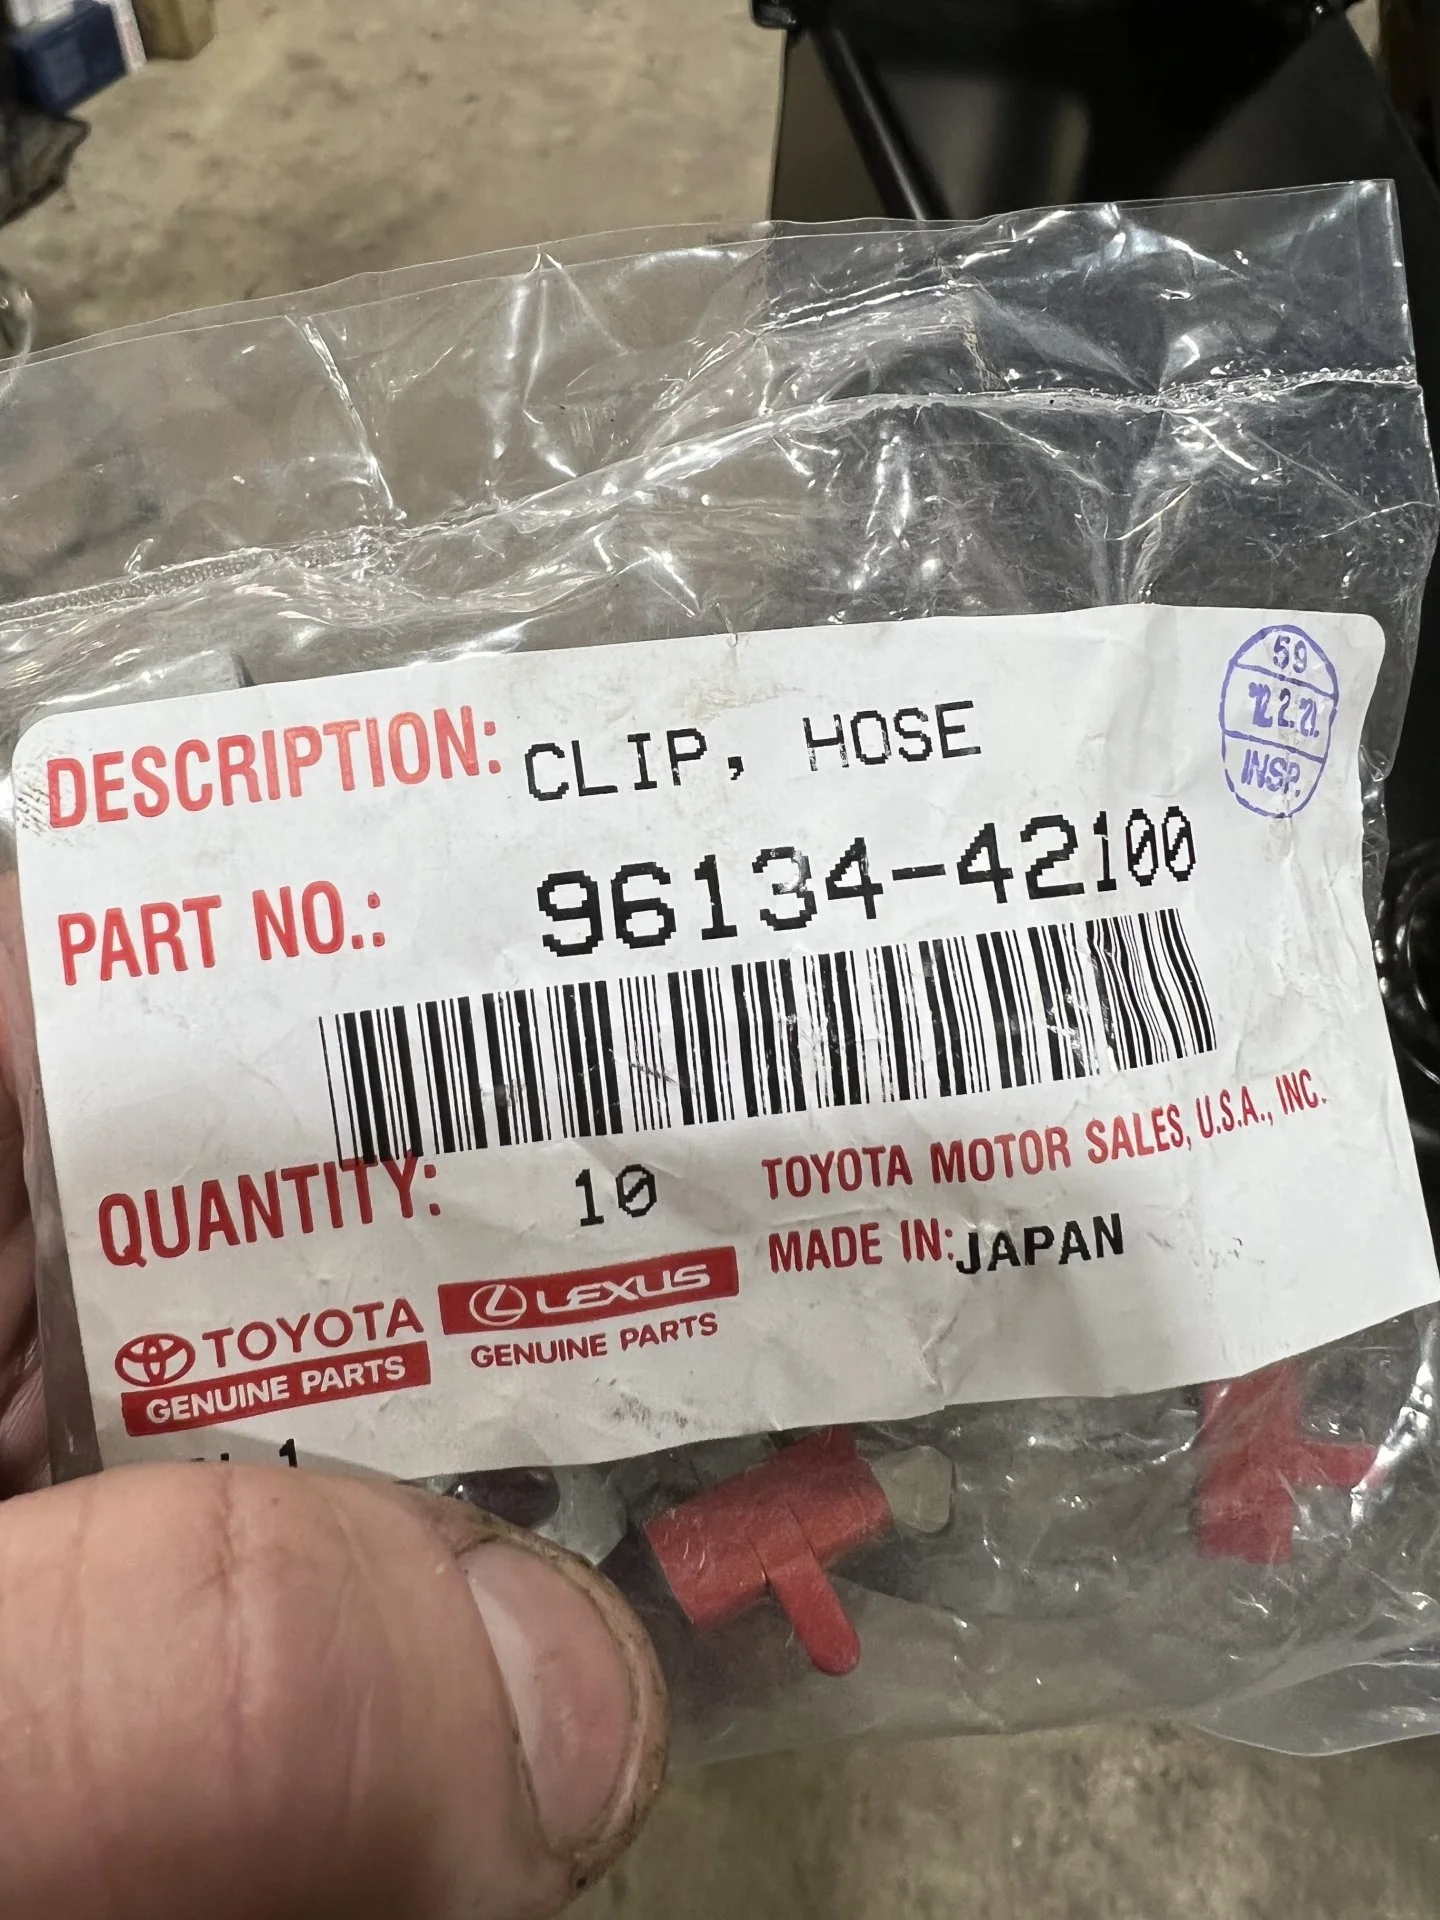 DESCRIPTION: CLIP, HOSE
59
'12.2.21.
INSP.
PART NO.: 96134-42100
QUANTITY: 10
TOYOTA MOTOR SALES, U.S.A., INC.
MADE IN: JAPAN
TOYOTA
GENUINE PARTS
LEXUS
GENUINE PARTS